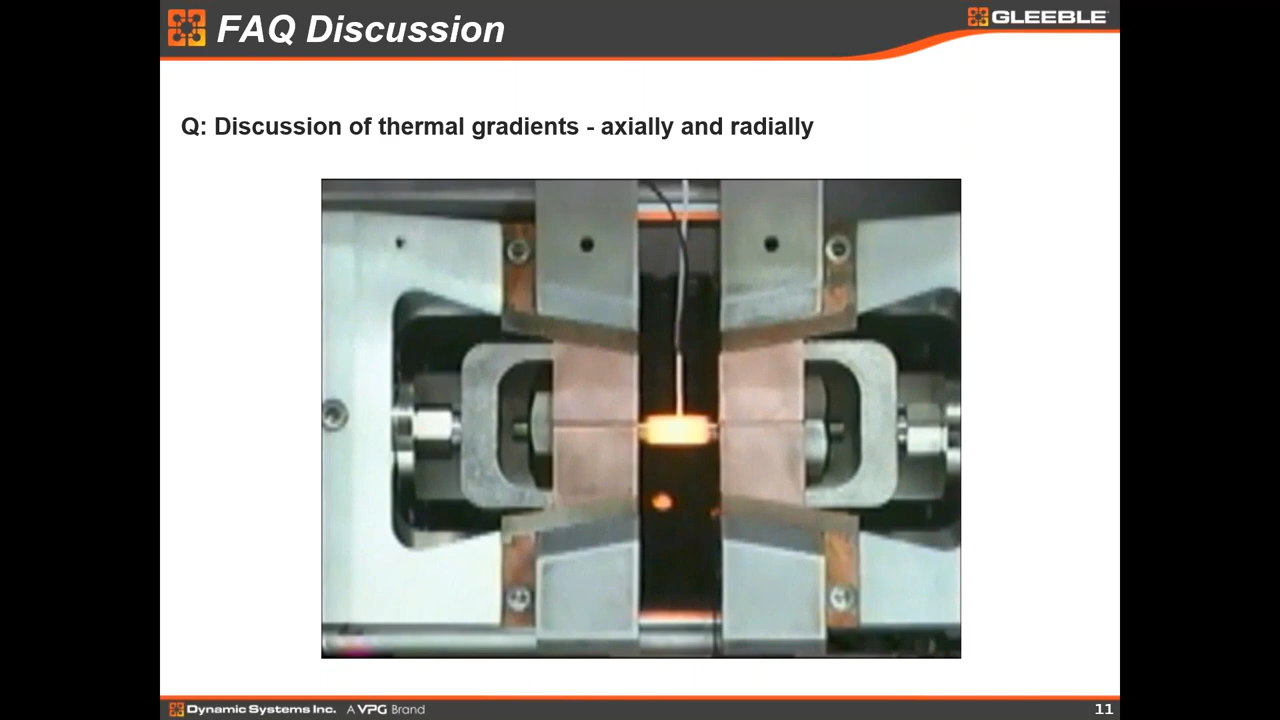 FAQ Discussion
GLEEBLE
Q: Discussion of thermal gradients - axially and radially
Dynamic Systems Inc. A VPG Brand
11